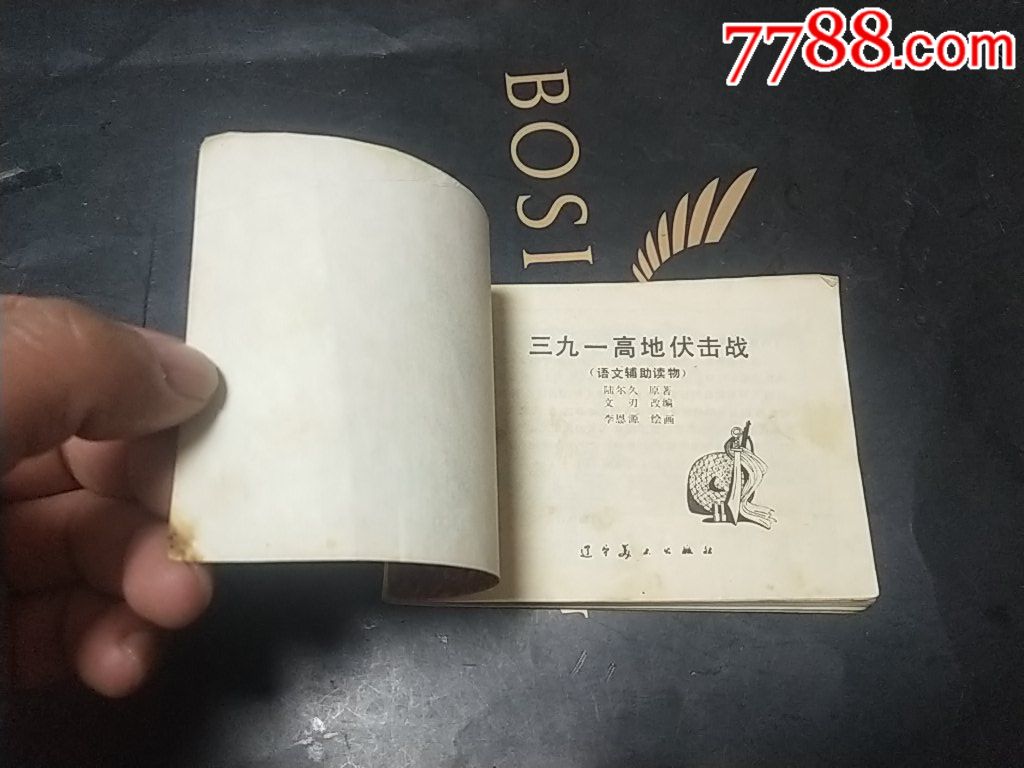 7788.com
BOSI
三九一高地伏击战
（语文辅助读物）
陆尔久 原著
文刃 改编
李恩源 绘画
辽宁美术出版社